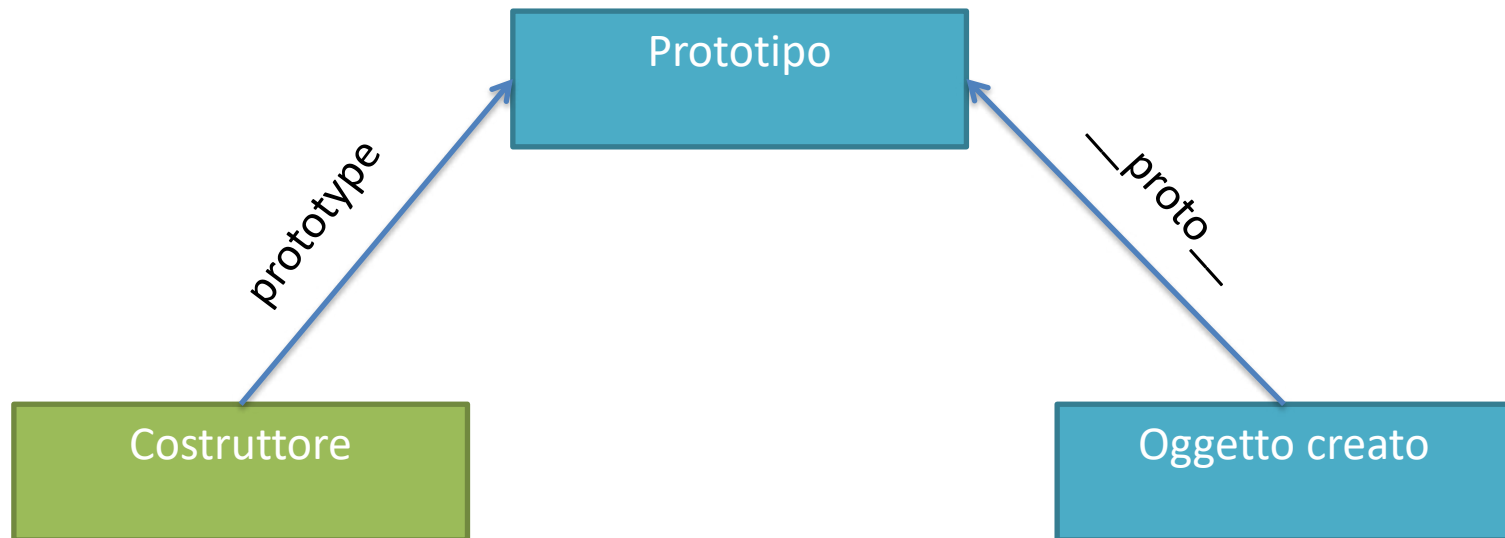 Prototipo
prototype
__proto__
Costruttore
Oggetto creato